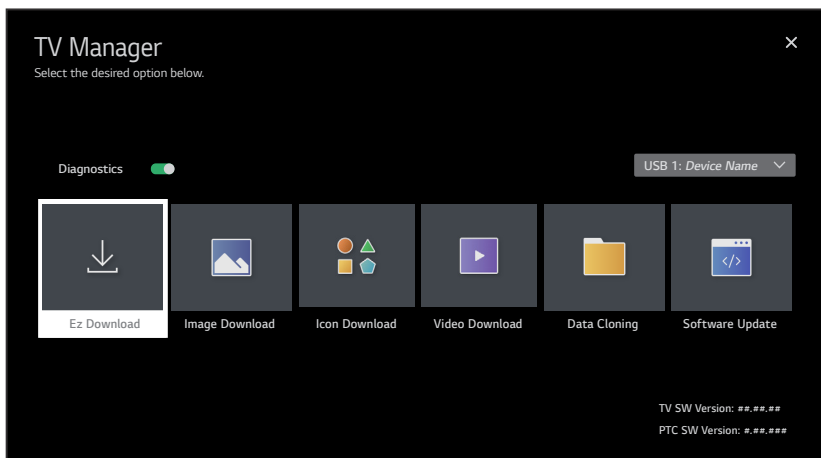 TV Manager
Select the desired option below.
Diagnostics
USB 1: Device Name
Ez Download
Image Download
Icon Download
Video Download
Data Cloning
Software Update
TV SW Version: ##.##.##
PTC SW Version: #.##.###